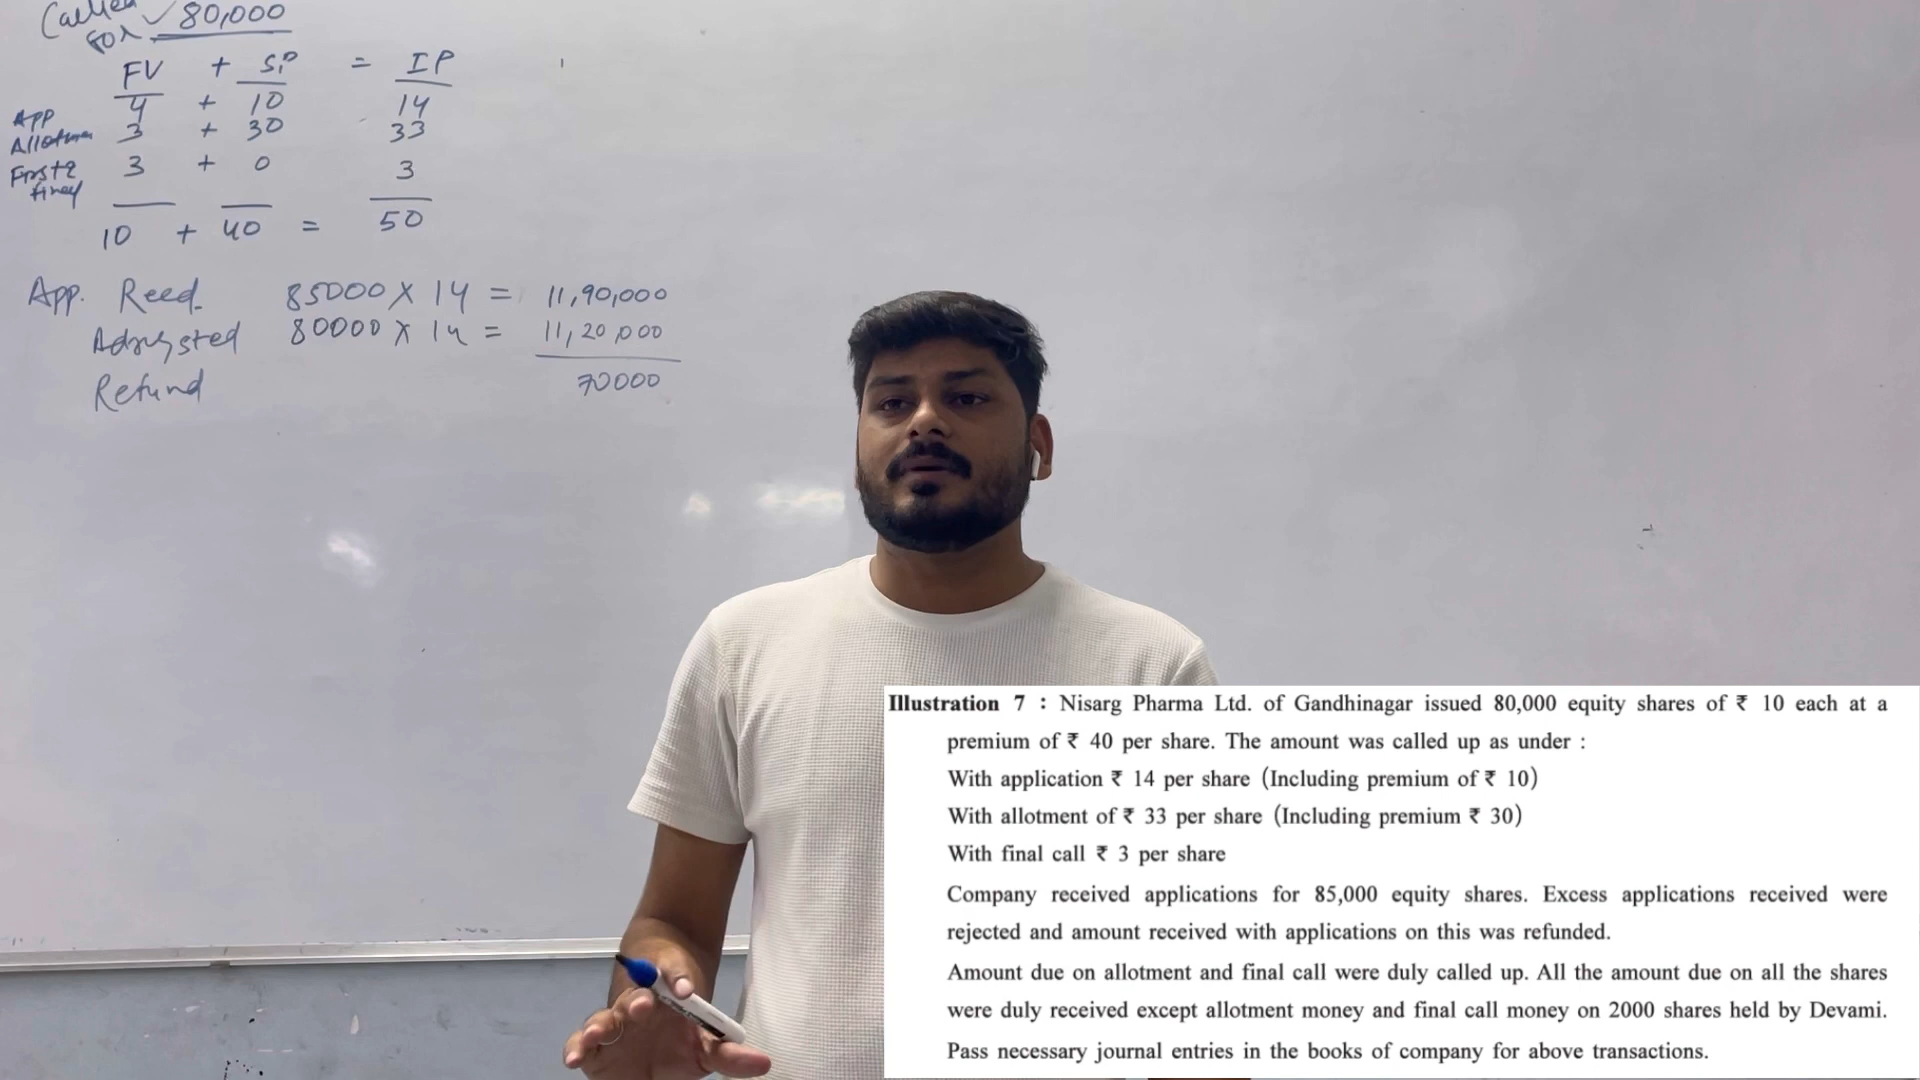 Called ✓ 80,000
for
FV + SP = IP
App 4 + 10 14
Allotmen 3 + 30 33
First & 3 + 0 3
final
10 + 40 = 50
App. Reed. 85000 X 14 = 11,90,000
Adjusted 80000 X 14 = 11,20,000
Refund 70000
Illustration 7 : Nisarg Pharma Ltd. of Gandhinagar issued 80,000 equity shares of ₹ 10 each at a
premium of ₹ 40 per share. The amount was called up as under :
With application ₹ 14 per share (Including premium of ₹ 10)
With allotment of ₹ 33 per share (Including premium ₹ 30)
With final call ₹ 3 per share
Company received applications for 85,000 equity shares. Excess applications received were
rejected and amount received with applications on this was refunded.
Amount due on allotment and final call were duly called up. All the amount due on all the shares
were duly received except allotment money and final call money on 2000 shares held by Devami.
Pass necessary journal entries in the books of company for above transactions.